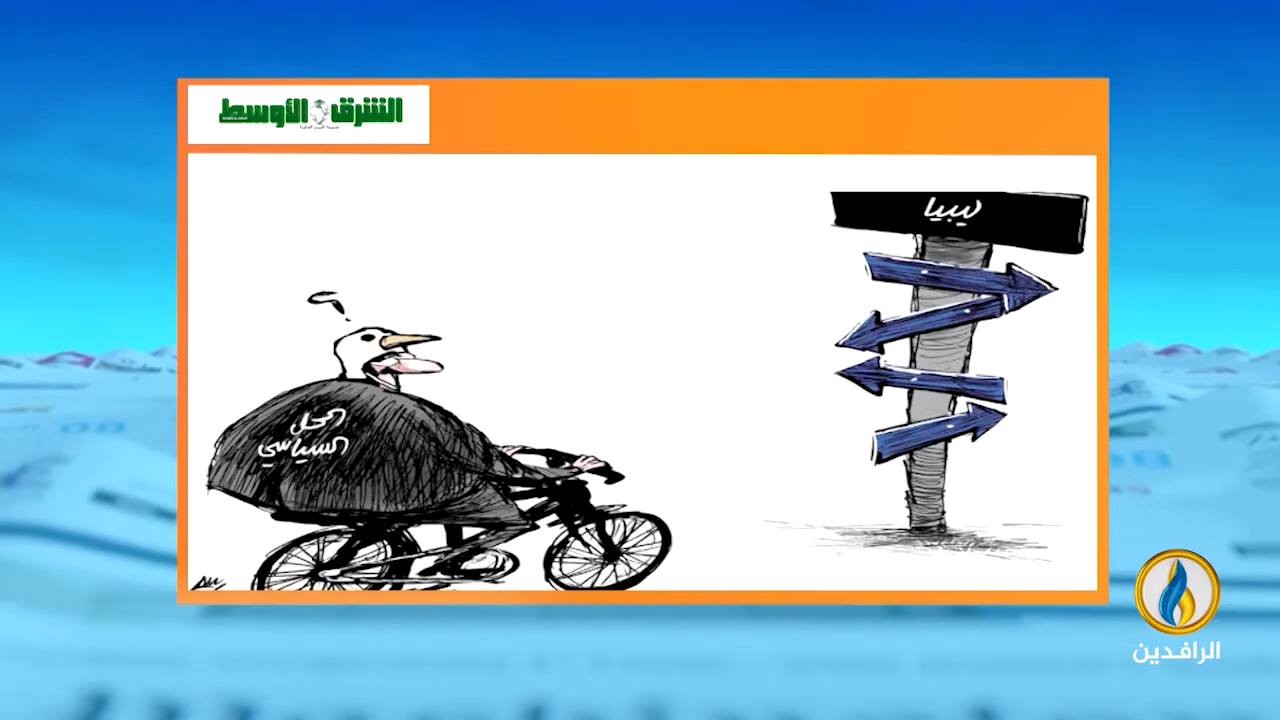 الشرق الأوسط
ليبيا
؟
الحل
السياسي
الرافدين